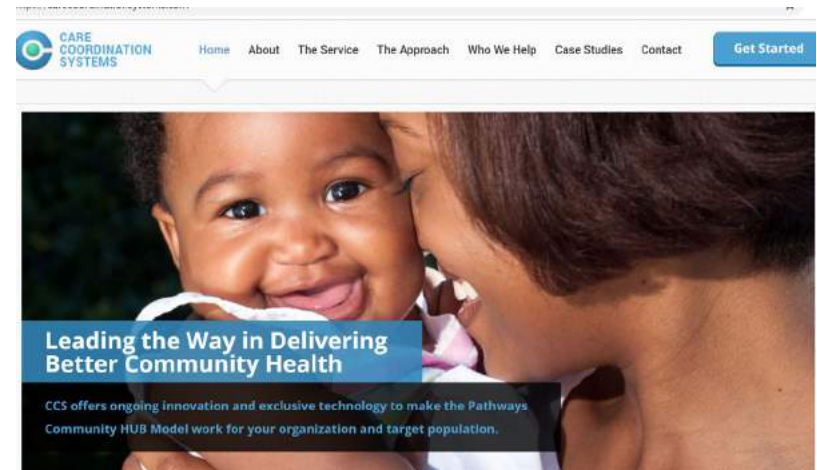 CARE
COORDINATION
SYSTEMS
Home About The Service The Approach Who We Help Case Studies Contact Get Started
Leading the Way in Delivering
Better Community Health
CCS offers ongoing innovation and exclusive technology to make the Pathways
Community HUB Model work for your organization and target population.